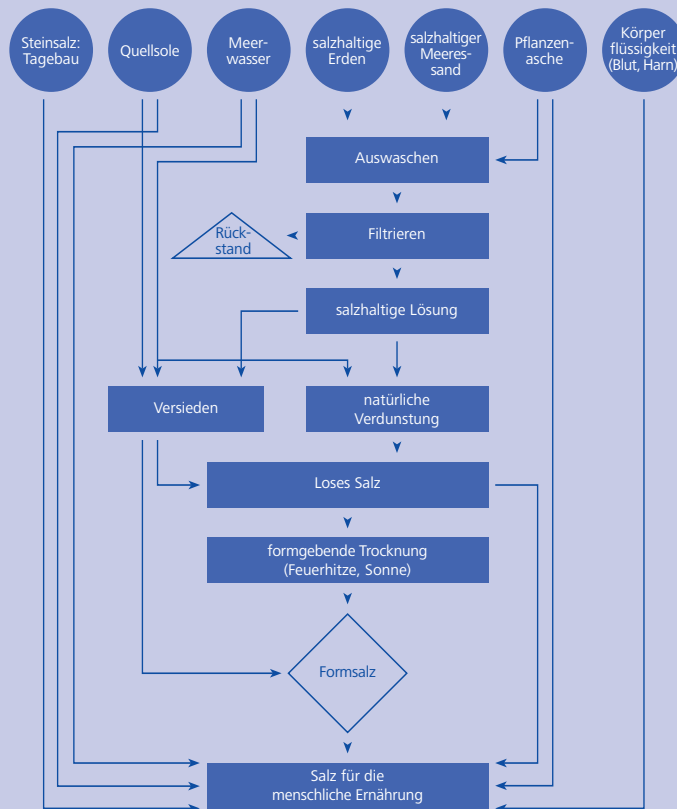 Steinsalz:
Tagebau
Quellsole
Meer-
wasser
salzhaltige
Erden
salzhaltiger
Meeres-
sand
Pflanzen-
asche
Körper
flüssigkeit
(Blut, Harn)
Auswaschen
Rück-
stand
Filtrieren
salzhaltige Lösung
Versieden
natürliche
Verdunstung
Loses Salz
formgebende Trocknung
(Feuerhitze, Sonne)
Formsalz
Salz für die
menschliche Ernährung